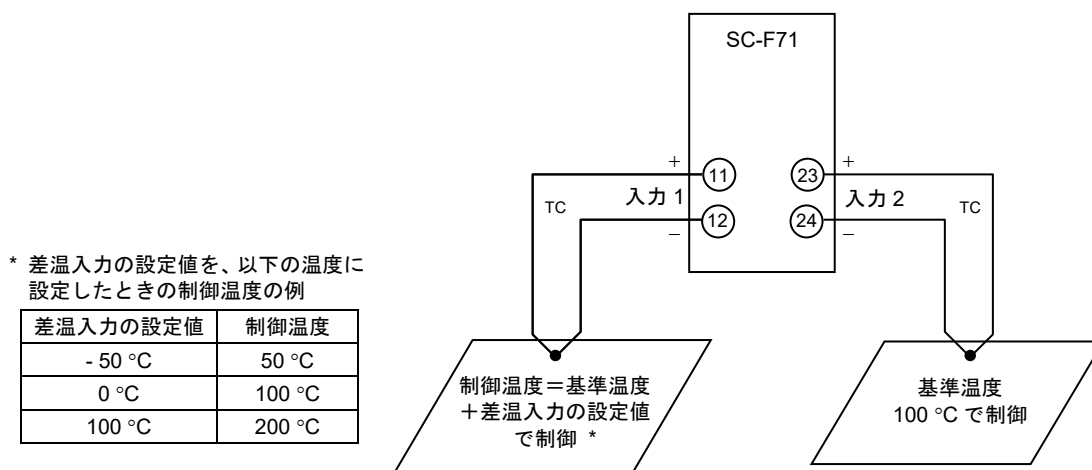 SC-F71
+
11
23
+
TC
入力 1
入力 2
TC
12
24
−
−
* 差温入力の設定値を、以下の温度に
設定したときの制御温度の例
差温入力の設定値 制御温度
- 50 °C 50 °C
0 °C 100 °C
100 °C 200 °C
制御温度＝基準温度
＋差温入力の設定値
で制御 *
基準温度
100 °C で制御